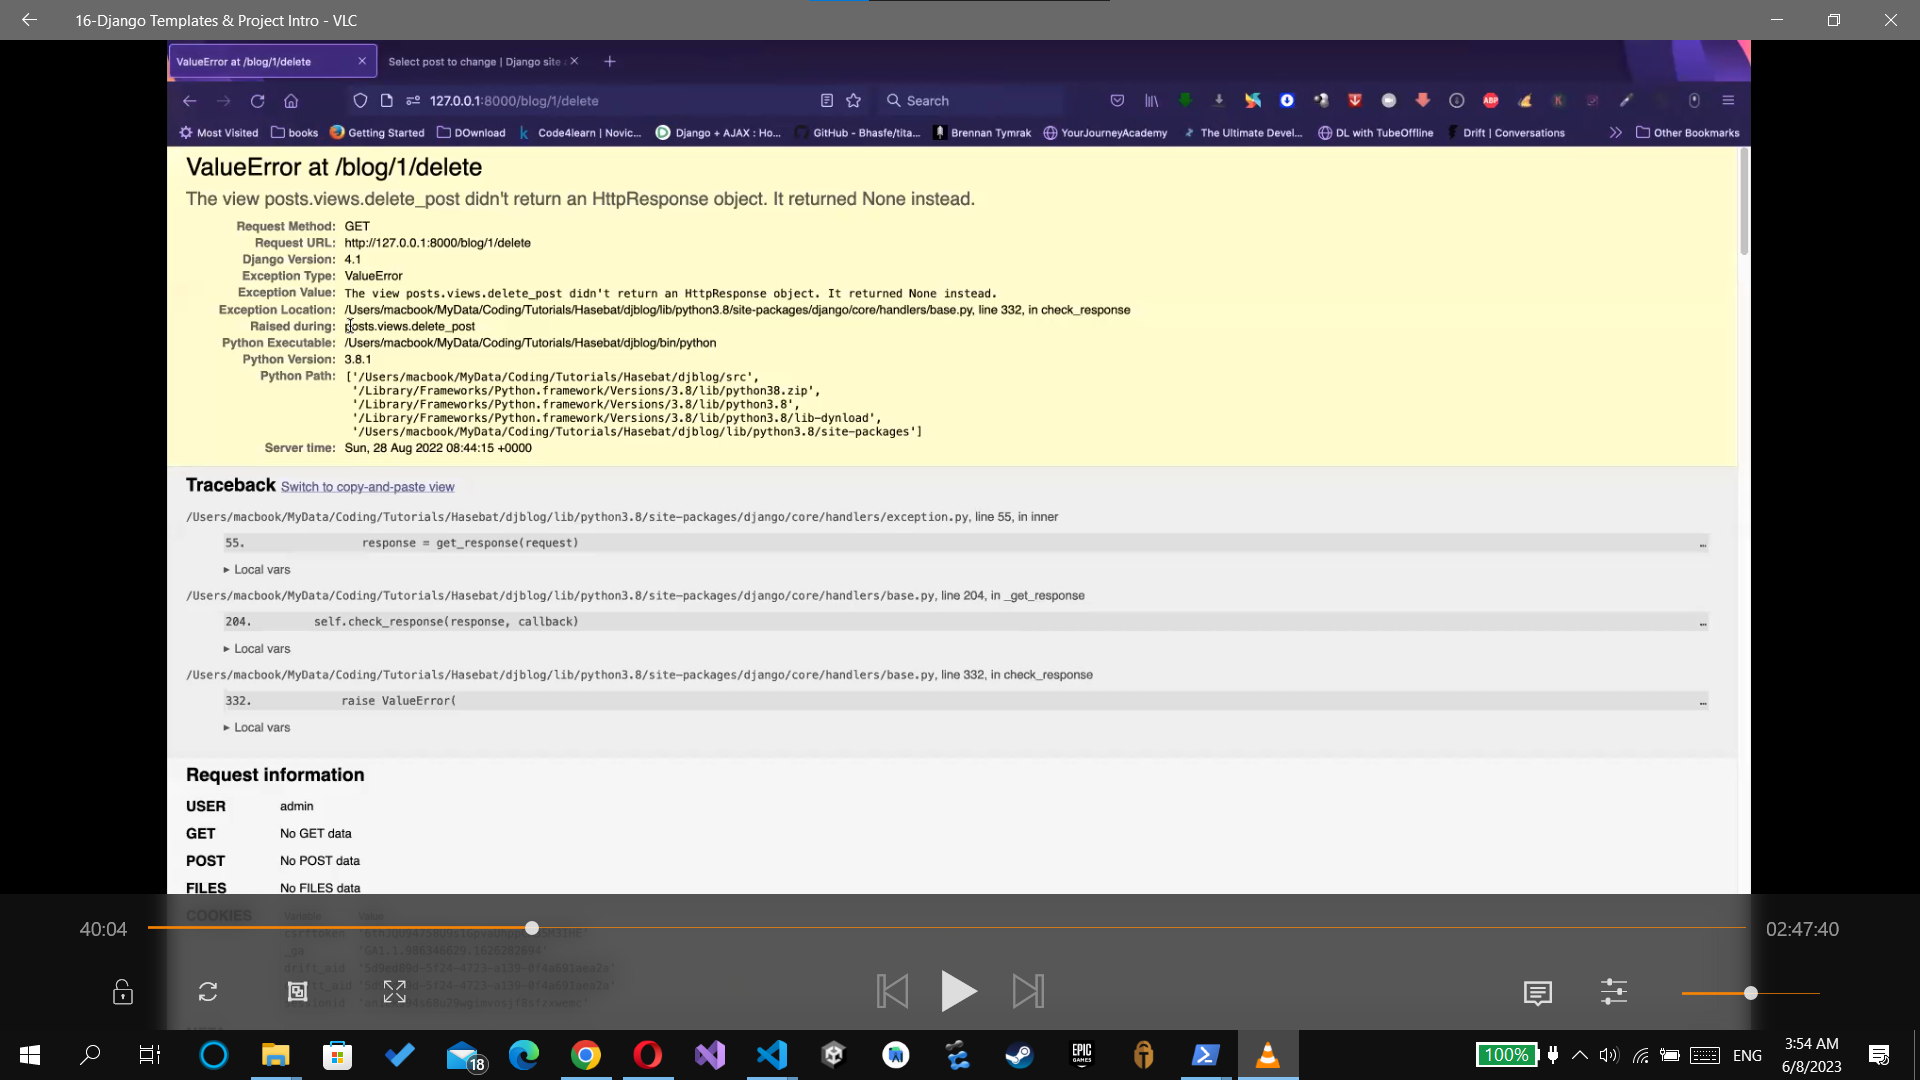 16-Django Templates & Project Intro - VLC
ValueError at /blog/1/delete
Select post to change | Django site
127.0.0.1:8000/blog/1/delete
Search
ABP
Most Visited
books
Getting Started
DOwnload
Code4learn | Novic...
Django + AJAX : Ho...
GitHub - Bhasfe/tita...
Brennan Tymrak
YourJourneyAcademy
The Ultimate Devel...
DL with TubeOffline
Drift | Conversations
Other Bookmarks
ValueError at /blog/1/delete
The view posts.views.delete_post didn't return an HttpResponse object. It returned None instead.
Request Method: GET
Request URL: http://127.0.0.1:8000/blog/1/delete
Django Version: 4.1
Exception Type: ValueError
Exception Value: The view posts.views.delete_post didn't return an HttpResponse object. It returned None instead.
Exception Location: /Users/macbook/MyData/Coding/Tutorials/Hasebat/djblog/lib/python3.8/site-packages/django/core/handlers/base.py, line 332, in check_response
Raised during: posts.views.delete_post
Python Executable: /Users/macbook/MyData/Coding/Tutorials/Hasebat/djblog/bin/python
Python Version: 3.8.1
Python Path: ['/Users/macbook/MyData/Coding/Tutorials/Hasebat/djblog/src',
'/Library/Frameworks/Python.framework/Versions/3.8/lib/python38.zip',
'/Library/Frameworks/Python.framework/Versions/3.8/lib/python3.8',
'/Library/Frameworks/Python.framework/Versions/3.8/lib/python3.8/lib-dynload',
'/Users/macbook/MyData/Coding/Tutorials/Hasebat/djblog/lib/python3.8/site-packages']
Server time: Sun, 28 Aug 2022 08:44:15 +0000
Traceback Switch to copy-and-paste view
/Users/macbook/MyData/Coding/Tutorials/Hasebat/djblog/lib/python3.8/site-packages/django/core/handlers/exception.py, line 55, in inner
55. response = get_response(request) …
▸ Local vars
/Users/macbook/MyData/Coding/Tutorials/Hasebat/djblog/lib/python3.8/site-packages/django/core/handlers/base.py, line 204, in _get_response
204. self.check_response(response, callback) …
▸ Local vars
/Users/macbook/MyData/Coding/Tutorials/Hasebat/djblog/lib/python3.8/site-packages/django/core/handlers/base.py, line 332, in check_response
332. raise ValueError( …
▸ Local vars
Request information
USER admin
GET No GET data
POST No POST data
FILES No FILES data
COOKIES Variable Value
csrftoken
_ga 'GA1.1.906346629.1626282694'
drift_aid '5d9ed89d-5f24-4723-a139-0f4a691aea2a'
40:04
02:47:40
18
EPIC GAMES
100%
ENG
3:54 AM
6/8/2023